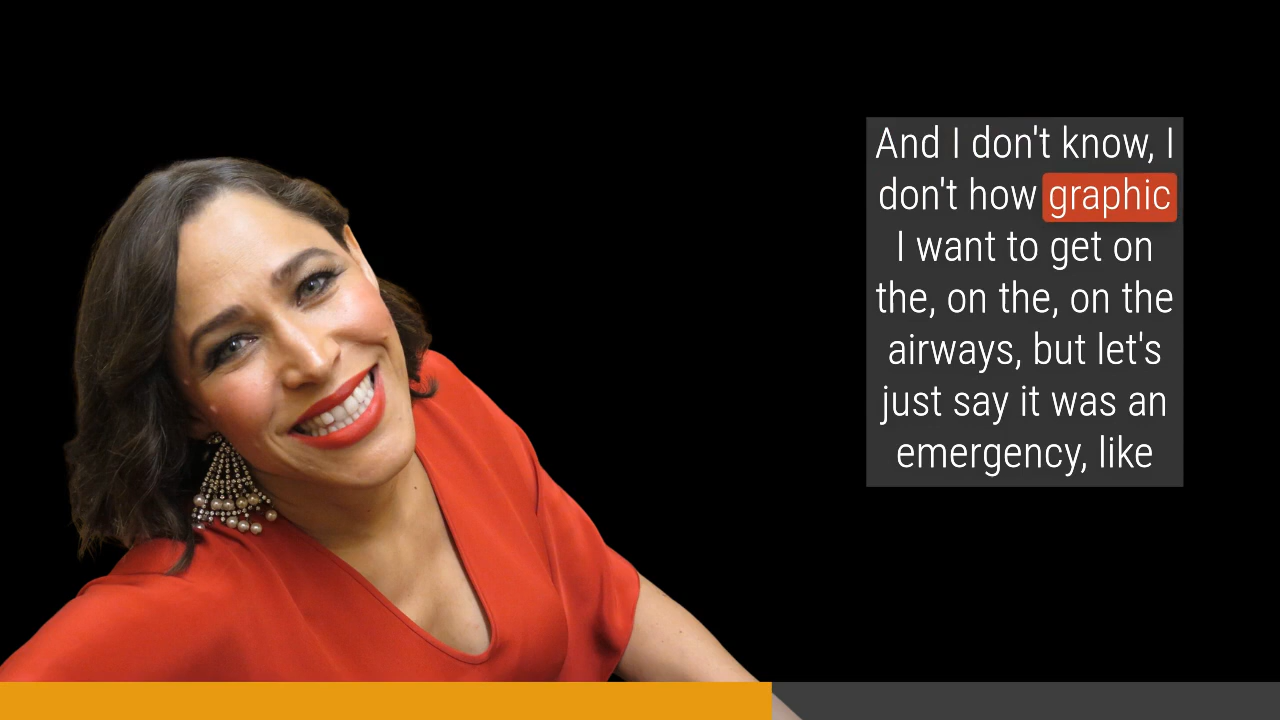 And I don't know, I
don't how graphic
I want to get on
the, on the, on the
airways, but let's
just say it was an
emergency, like